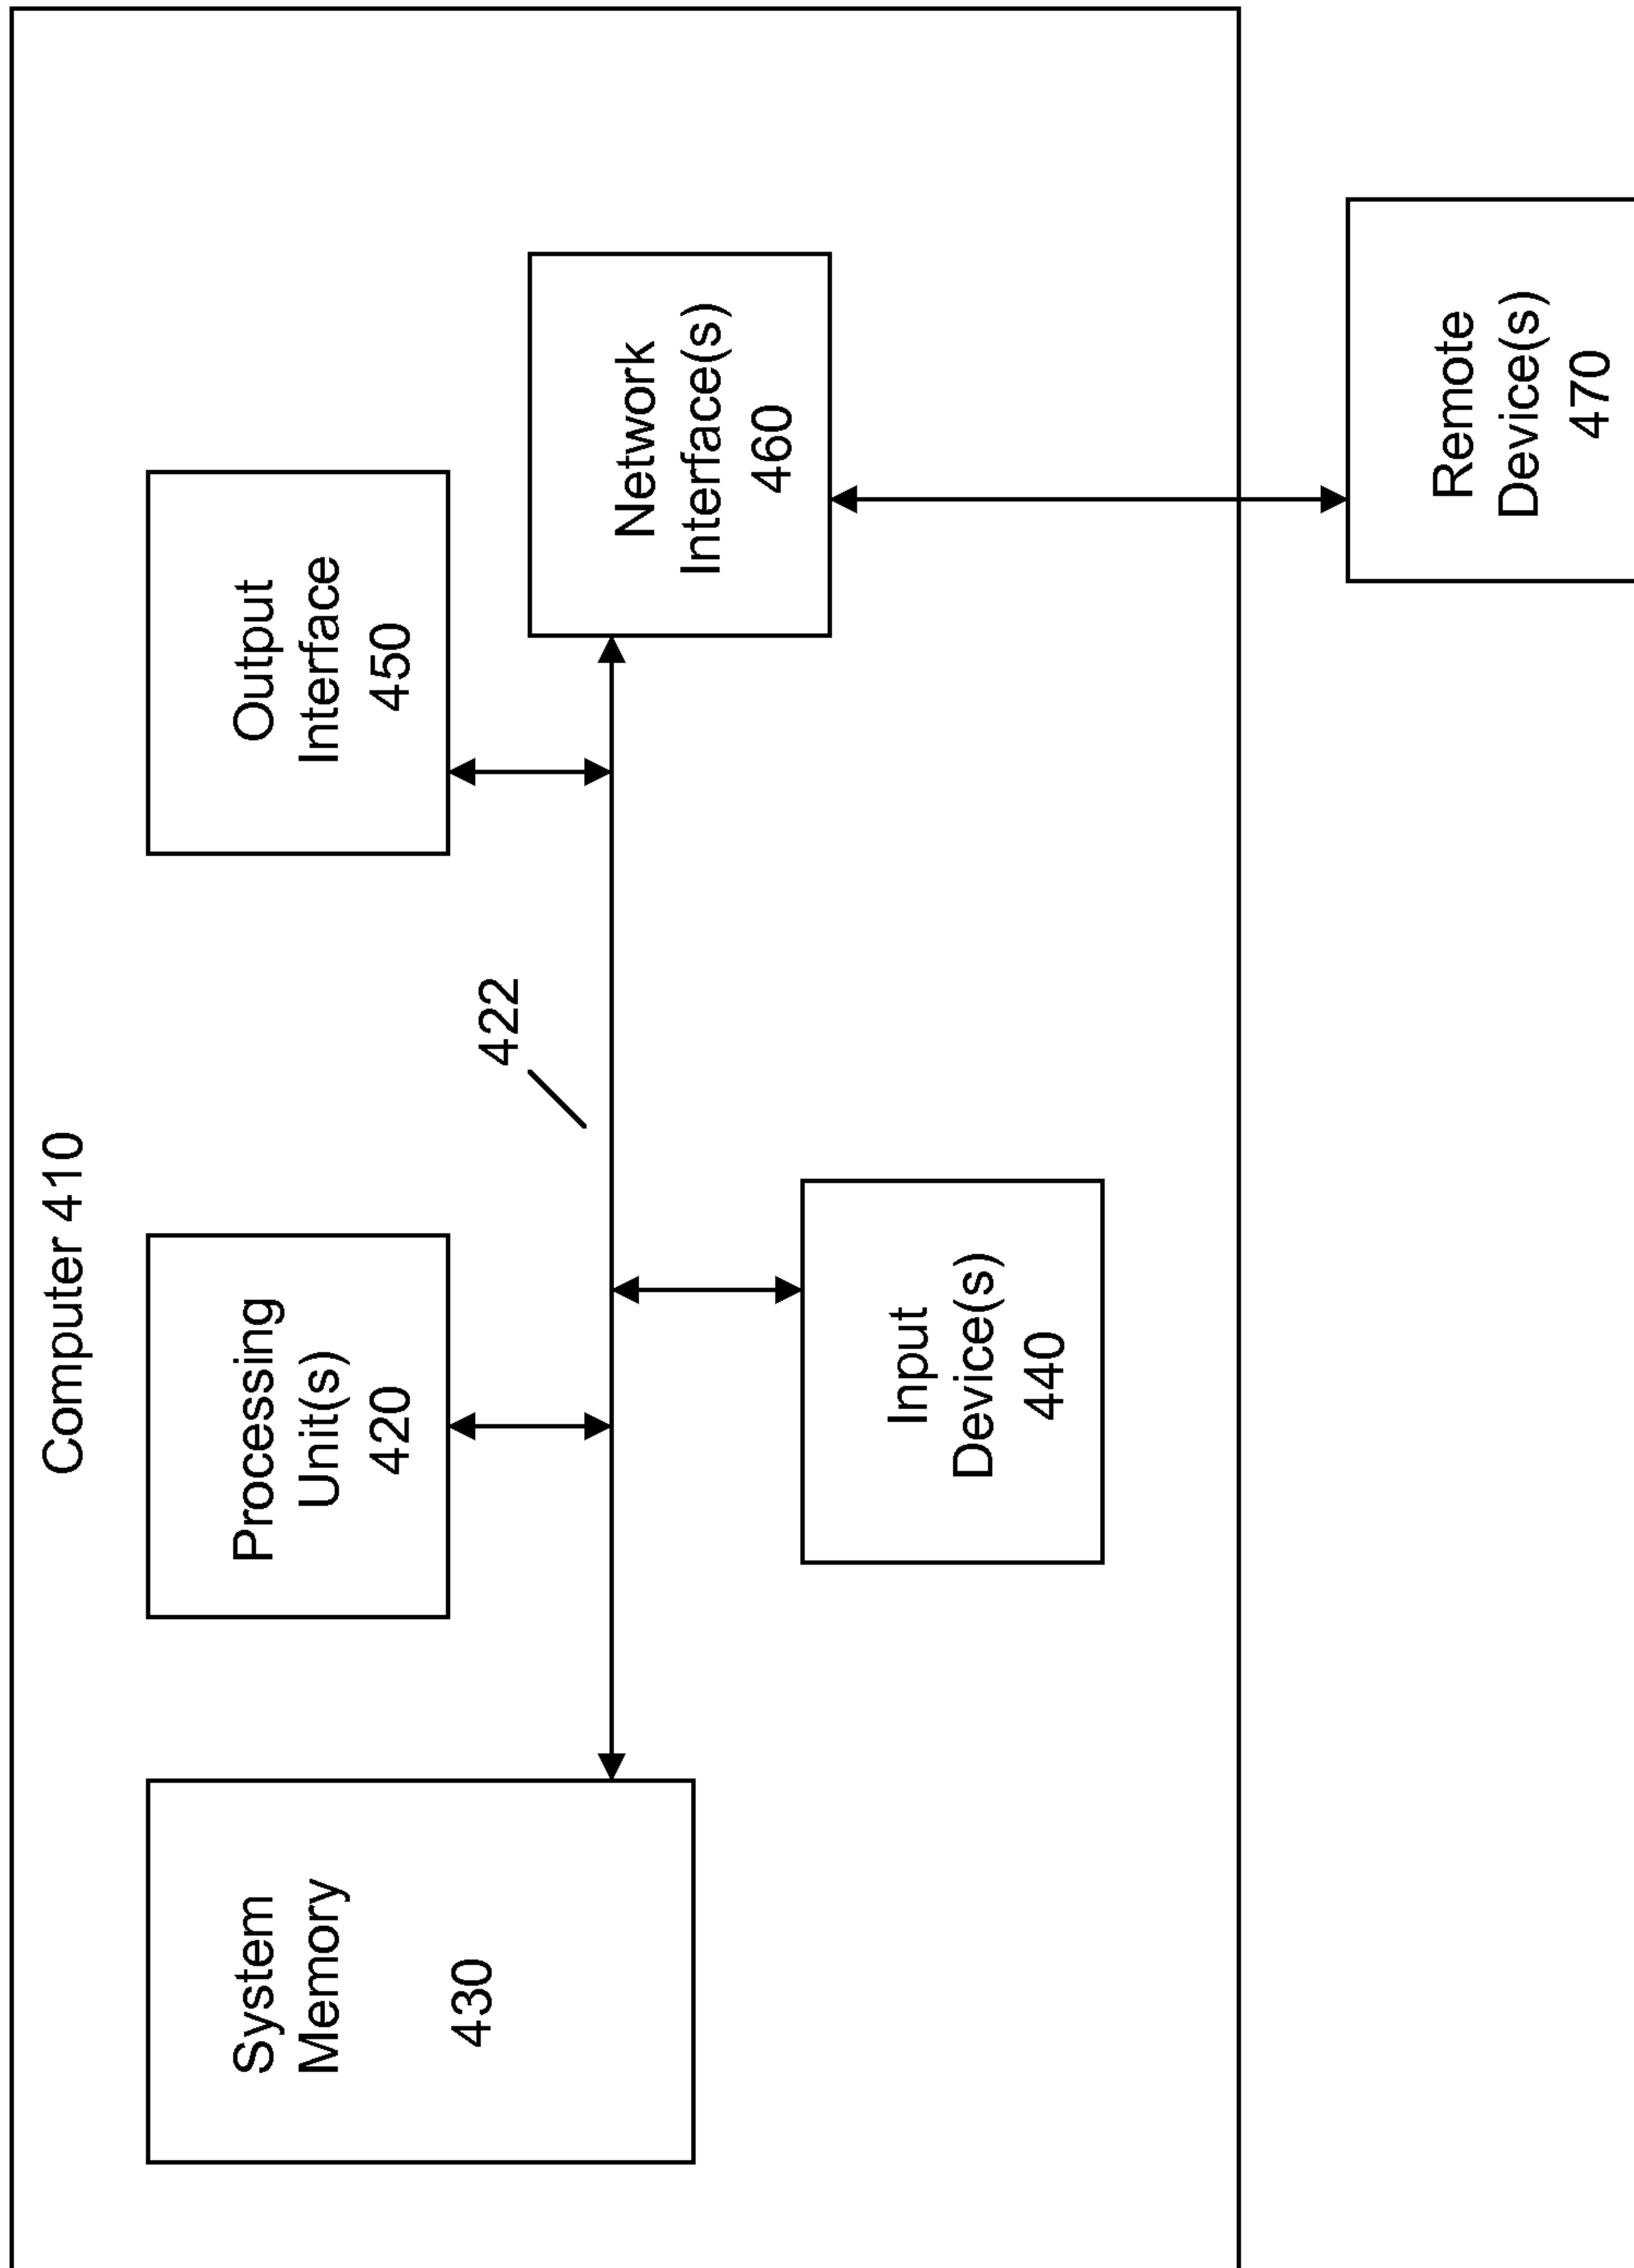 Computer 410
System
Memory
430
Processing
Unit(s)
420
Output
Interface
450
422
Network
Interface(s)
460
Input
Device(s)
440
Remote
Device(s)
470